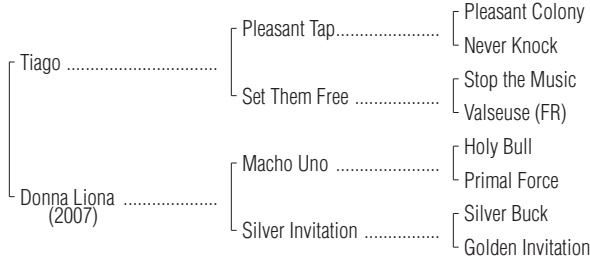 Pleasant Colony
Pleasant Tap....................
Never Knock
Tiago ..............................
Stop the Music
Set Them Free .................
Valseuse (FR)
Holy Bull
Macho Uno .....................
Primal Force
Donna Liona ...................
(2007)
Silver Buck
Silver Invitation ...............
Golden Invitation